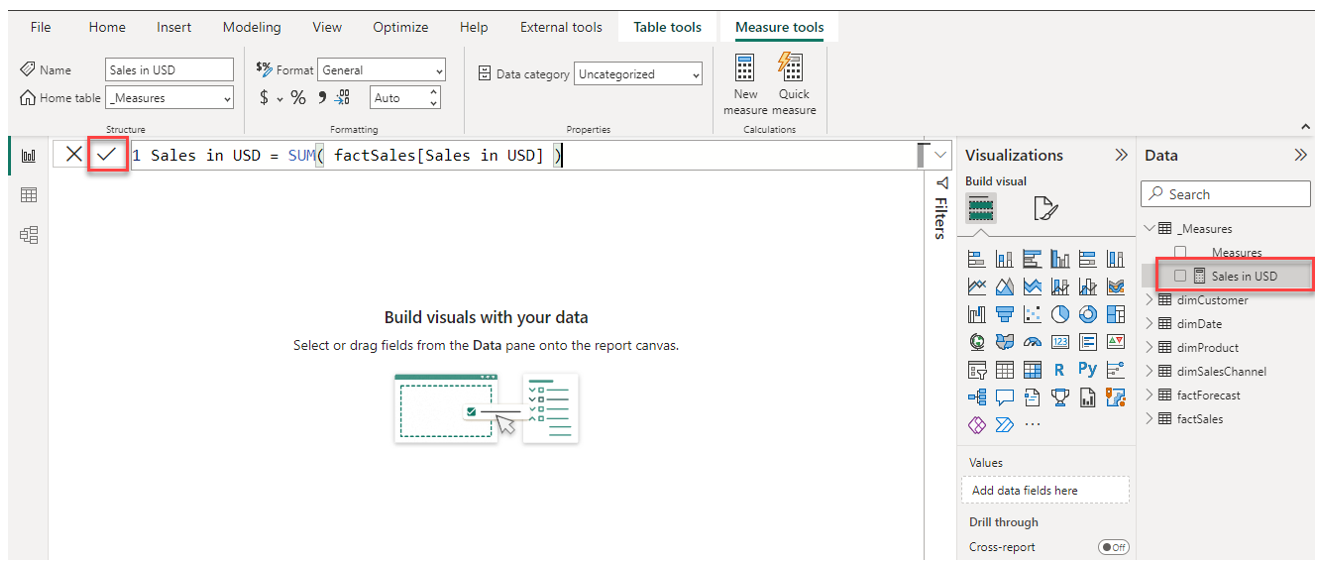 File Home Insert Modeling View Optimize Help External tools Table tools Measure tools
Name Sales in USD
Home table _Measures
Structure
$% Format General
$ % 9 .00 →.0 Auto
Formatting
Data category Uncategorized
Properties
New measure
Quick measure
Calculations
1 Sales in USD = SUM( factSales[Sales in USD] )
Build visuals with your data
Select or drag fields from the Data pane onto the report canvas.
Filters
Visualizations
Build visual
123
R Py
...
Values
Add data fields here
Drill through
Cross-report Off
Data
Search
_Measures
Measures
Sales in USD
dimCustomer
dimDate
dimProduct
dimSalesChannel
factForecast
factSales